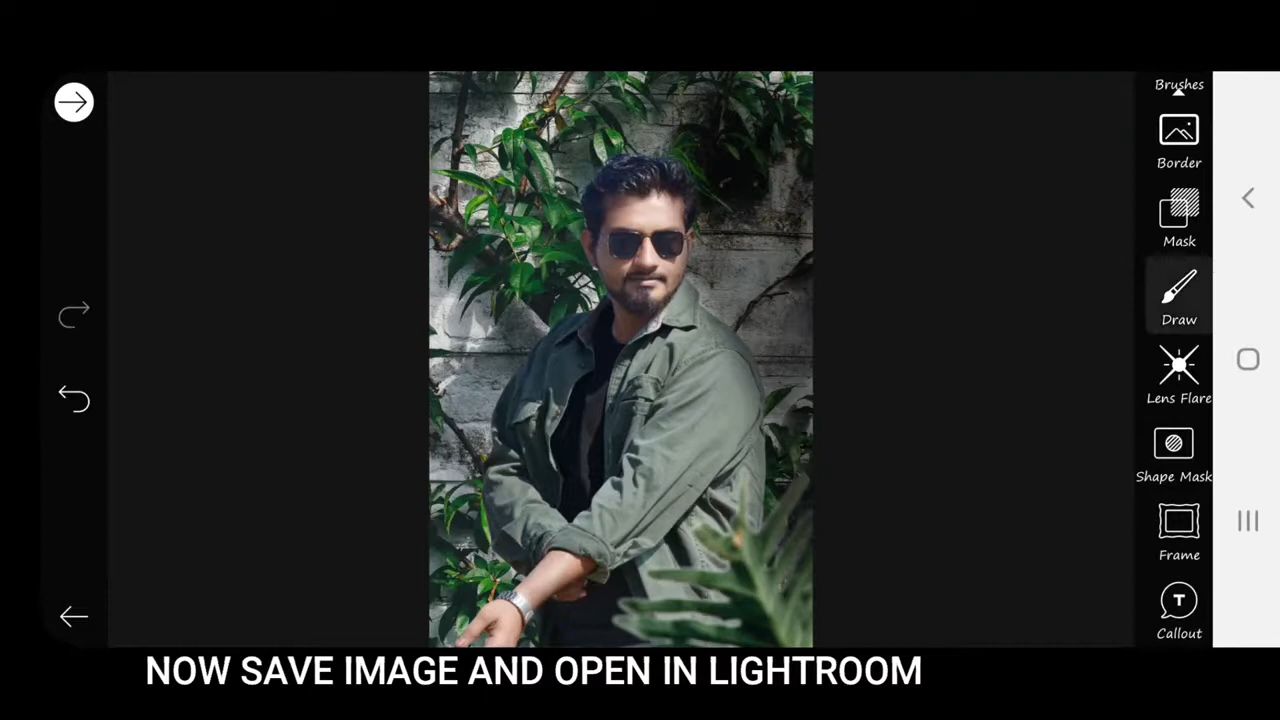 Brushes
Border
Mask
Draw
Lens Flare
Shape Mask
Frame
T
Callout
NOW SAVE IMAGE AND OPEN IN LIGHTROOM